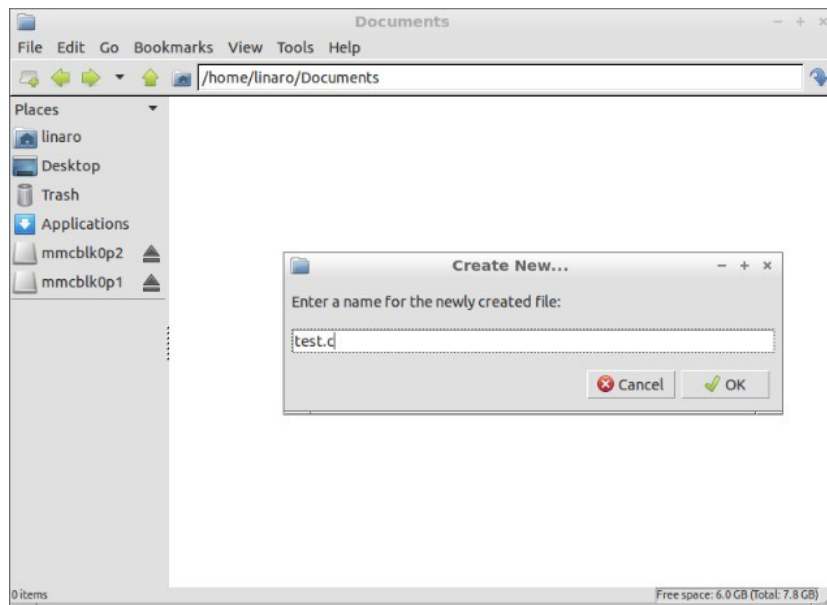 Documents
File Edit Go Bookmarks View Tools Help
/home/linaro/Documents
Places
linaro
Desktop
Trash
Applications
mmcblk0p2
mmcblk0p1
Create New...
Enter a name for the newly created file:
test.c
Cancel OK
0 items Free space: 6.0 GB (Total: 7.8 GB)